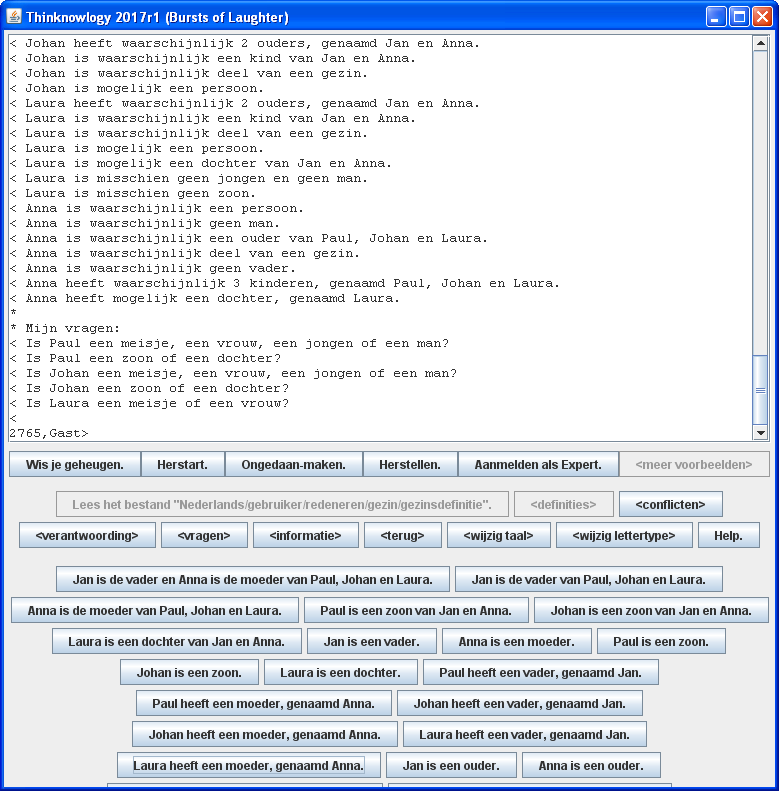 Thinknowlogy 2017r1 (Bursts of Laughter)
< Johan heeft waarschijnlijk 2 ouders, genaamd Jan en Anna.
< Johan is waarschijnlijk een kind van Jan en Anna.
< Johan is waarschijnlijk deel van een gezin.
< Johan is mogelijk een persoon.
< Laura heeft waarschijnlijk 2 ouders, genaamd Jan en Anna.
< Laura is waarschijnlijk een kind van Jan en Anna.
< Laura is waarschijnlijk deel van een gezin.
< Laura is mogelijk een persoon.
< Laura is mogelijk een dochter van Jan en Anna.
< Laura is misschien geen jongen en geen man.
< Laura is misschien geen zoon.
< Anna is waarschijnlijk een persoon.
< Anna is waarschijnlijk geen man.
< Anna is waarschijnlijk een ouder van Paul, Johan en Laura.
< Anna is waarschijnlijk deel van een gezin.
< Anna is waarschijnlijk geen vader.
< Anna heeft waarschijnlijk 3 kinderen, genaamd Paul, Johan en Laura.
< Anna heeft mogelijk een dochter, genaamd Laura.
*
* Mijn vragen:
< Is Paul een meisje, een vrouw, een jongen of een man?
< Is Paul een zoon of een dochter?
< Is Johan een meisje, een vrouw, een jongen of een man?
< Is Johan een zoon of een dochter?
< Is Laura een meisje of een vrouw?
<
2765,Gast>
Wis je geheugen. Herstart. Ongedaan-maken. Herstellen. Aanmelden als Expert. <meer voorbeelden>
Lees het bestand "Nederlands/gebruiker/redeneren/gezin/gezinsdefinitie". <definities> <conflicten>
<verantwoording> <vragen> <informatie> <terug> <wijzig taal> <wijzig lettertype> Help.
Jan is de vader en Anna is de moeder van Paul, Johan en Laura. Jan is de vader van Paul, Johan en Laura.
Anna is de moeder van Paul, Johan en Laura. Paul is een zoon van Jan en Anna. Johan is een zoon van Jan en Anna.
Laura is een dochter van Jan en Anna. Jan is een vader. Anna is een moeder. Paul is een zoon.
Johan is een zoon. Laura is een dochter. Paul heeft een vader, genaamd Jan.
Paul heeft een moeder, genaamd Anna. Johan heeft een vader, genaamd Jan.
Johan heeft een moeder, genaamd Anna. Laura heeft een vader, genaamd Jan.
Laura heeft een moeder, genaamd Anna. Jan is een ouder. Anna is een ouder.